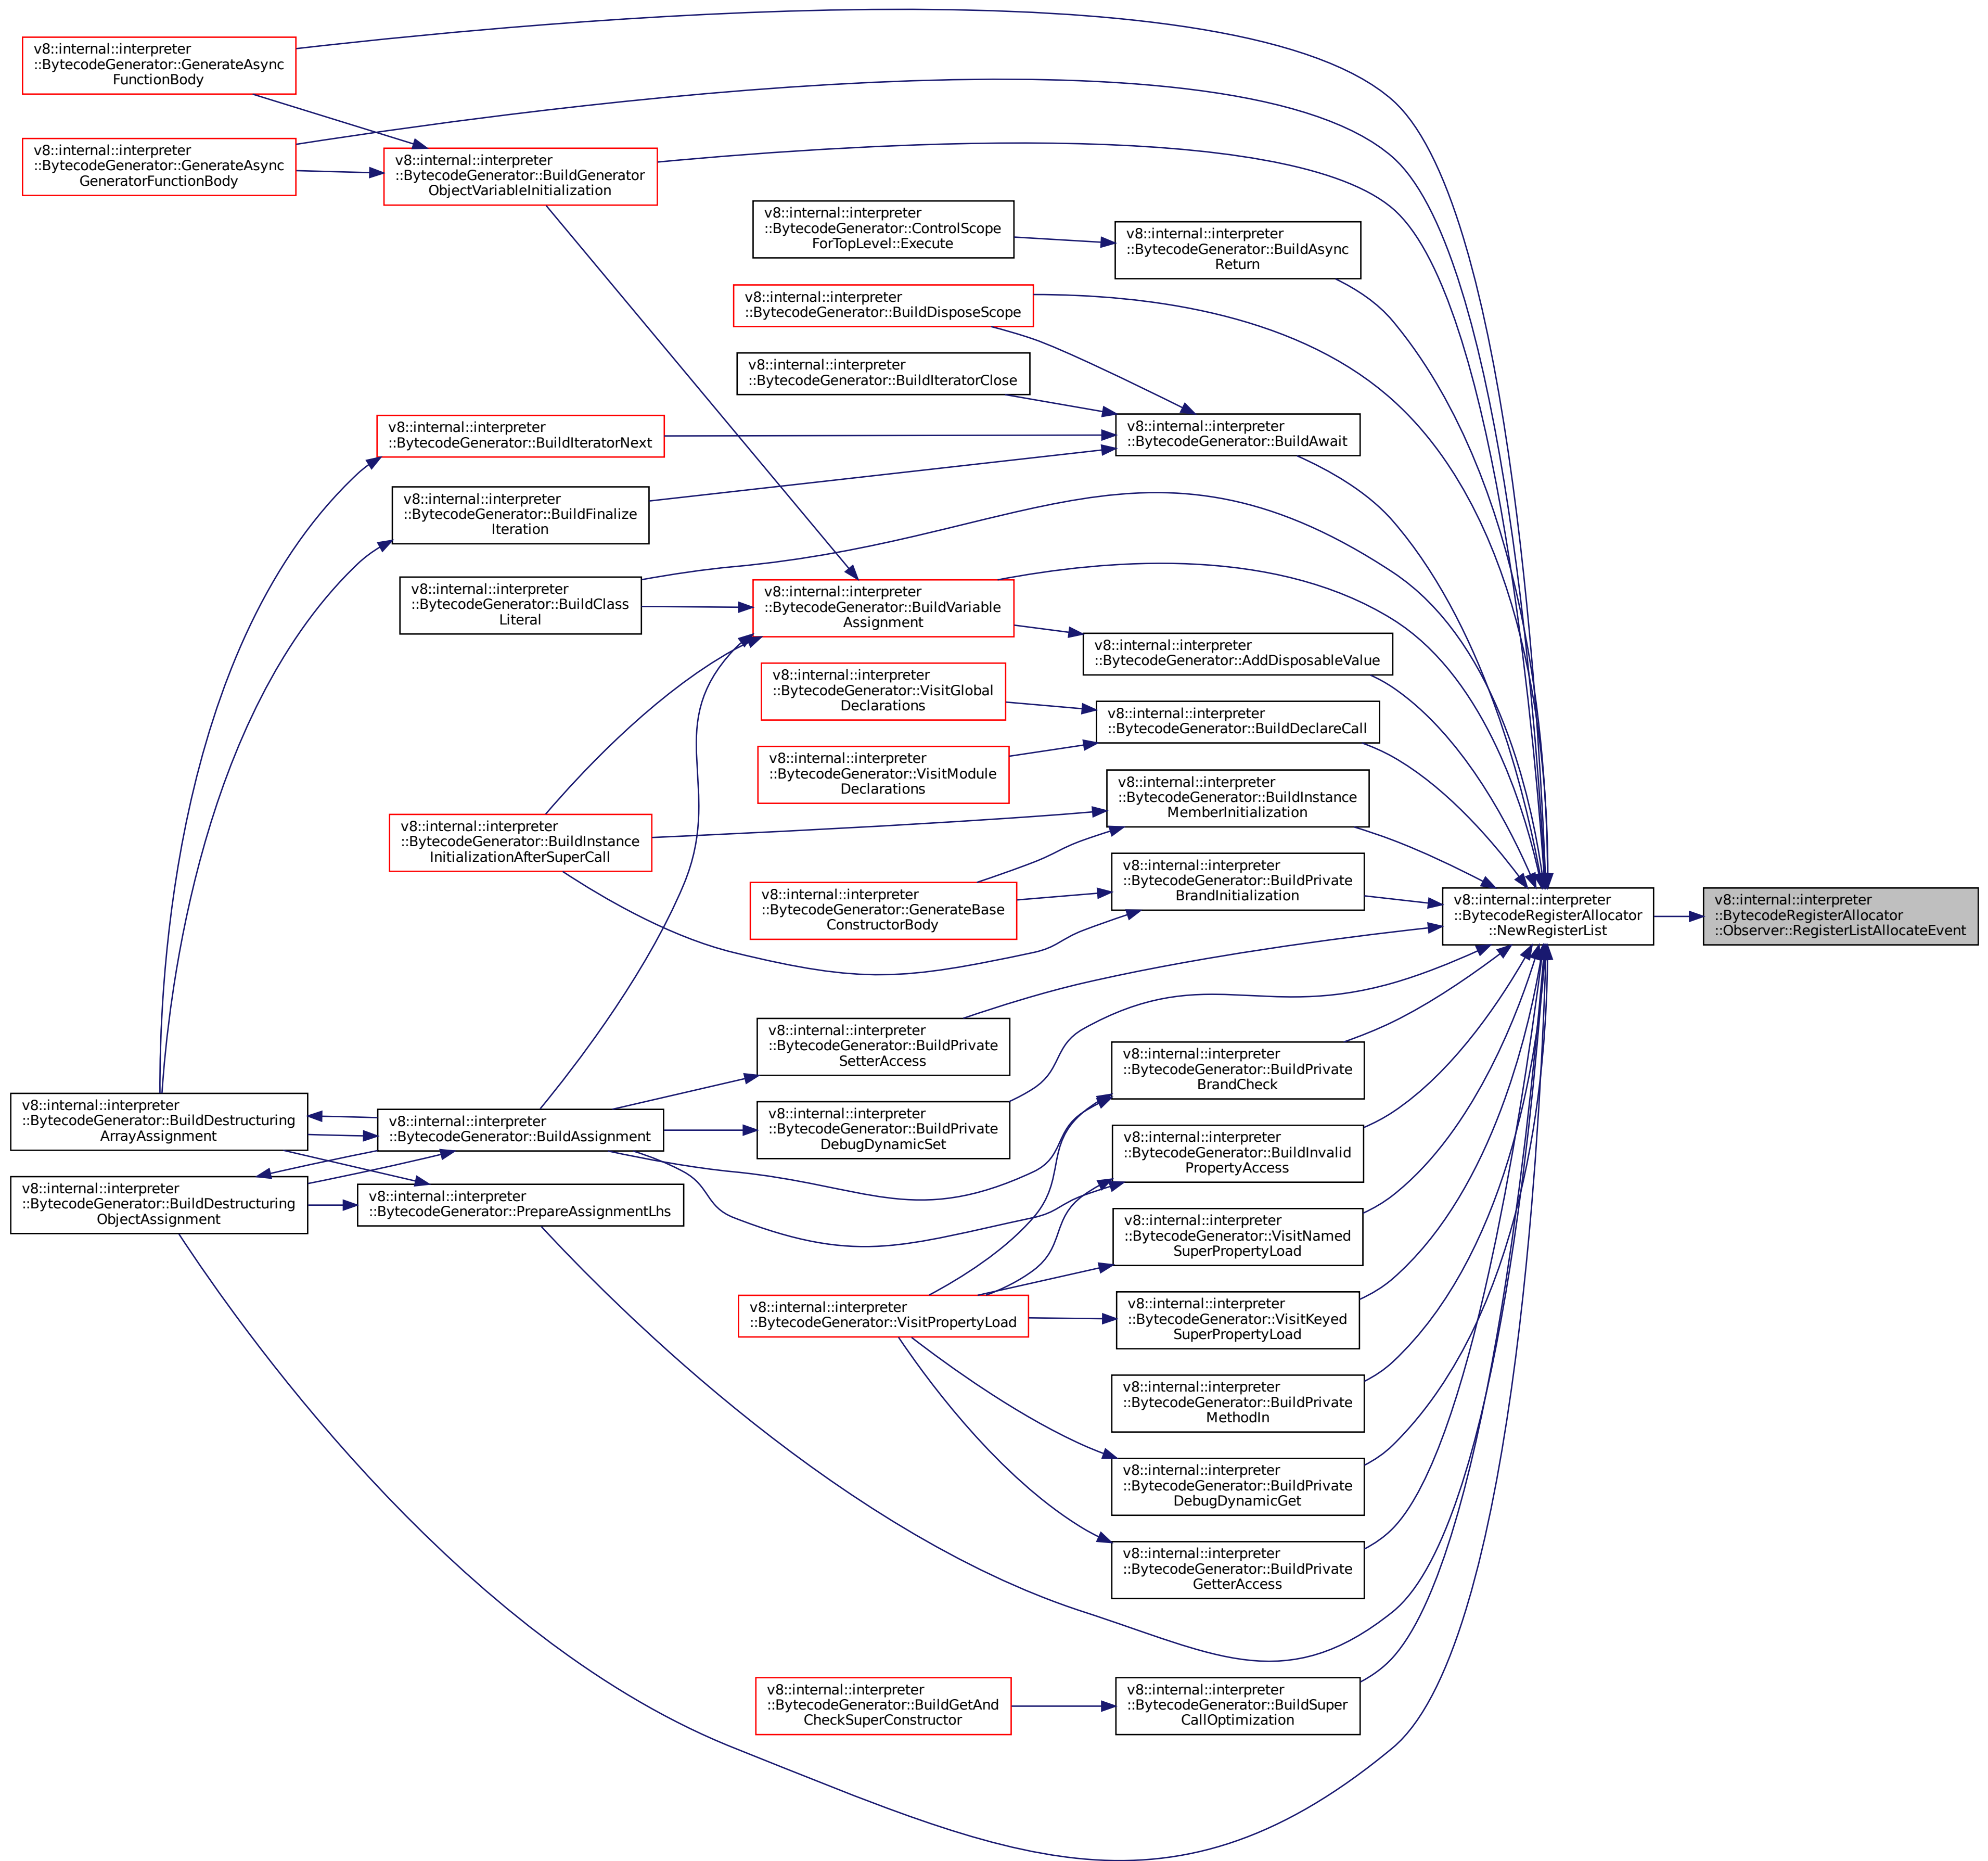 v8::internal::interpreter
::BytecodeGenerator::GenerateAsync
FunctionBody
v8::internal::interpreter
::BytecodeGenerator::GenerateAsync
GeneratorFunctionBody
v8::internal::interpreter
::BytecodeGenerator::BuildGenerator
ObjectVariableInitialization
v8::internal::interpreter
::BytecodeGenerator::ControlScope
ForTopLevel::Execute
v8::internal::interpreter
::BytecodeGenerator::BuildAsync
Return
v8::internal::interpreter
::BytecodeGenerator::BuildDisposeScope
v8::internal::interpreter
::BytecodeGenerator::BuildIteratorClose
v8::internal::interpreter
::BytecodeGenerator::BuildAwait
v8::internal::interpreter
::BytecodeGenerator::BuildIteratorNext
v8::internal::interpreter
::BytecodeGenerator::BuildFinalize
Iteration
v8::internal::interpreter
::BytecodeGenerator::BuildClass
Literal
v8::internal::interpreter
::BytecodeGenerator::BuildVariable
Assignment
v8::internal::interpreter
::BytecodeGenerator::AddDisposableValue
v8::internal::interpreter
::BytecodeGenerator::VisitGlobal
Declarations
v8::internal::interpreter
::BytecodeGenerator::BuildDeclareCall
v8::internal::interpreter
::BytecodeGenerator::VisitModule
Declarations
v8::internal::interpreter
::BytecodeGenerator::BuildInstance
MemberInitialization
v8::internal::interpreter
::BytecodeGenerator::BuildInstance
InitializationAfterSuperCall
v8::internal::interpreter
::BytecodeGenerator::BuildPrivate
BrandInitialization
v8::internal::interpreter
::BytecodeGenerator::GenerateBase
ConstructorBody
v8::internal::interpreter
::BytecodeRegisterAllocator
::NewRegisterList
v8::internal::interpreter
::BytecodeRegisterAllocator
::Observer::RegisterListAllocateEvent
v8::internal::interpreter
::BytecodeGenerator::BuildPrivate
SetterAccess
v8::internal::interpreter
::BytecodeGenerator::BuildPrivate
BrandCheck
v8::internal::interpreter
::BytecodeGenerator::BuildDestructuring
ArrayAssignment
v8::internal::interpreter
::BytecodeGenerator::BuildAssignment
v8::internal::interpreter
::BytecodeGenerator::BuildPrivate
DebugDynamicSet
v8::internal::interpreter
::BytecodeGenerator::BuildInvalid
PropertyAccess
v8::internal::interpreter
::BytecodeGenerator::BuildDestructuring
ObjectAssignment
v8::internal::interpreter
::BytecodeGenerator::PrepareAssignmentLhs
v8::internal::interpreter
::BytecodeGenerator::VisitNamed
SuperPropertyLoad
v8::internal::interpreter
::BytecodeGenerator::VisitPropertyLoad
v8::internal::interpreter
::BytecodeGenerator::VisitKeyed
SuperPropertyLoad
v8::internal::interpreter
::BytecodeGenerator::BuildPrivate
MethodIn
v8::internal::interpreter
::BytecodeGenerator::BuildPrivate
DebugDynamicGet
v8::internal::interpreter
::BytecodeGenerator::BuildPrivate
GetterAccess
v8::internal::interpreter
::BytecodeGenerator::BuildGetAnd
CheckSuperConstructor
v8::internal::interpreter
::BytecodeGenerator::BuildSuper
CallOptimization